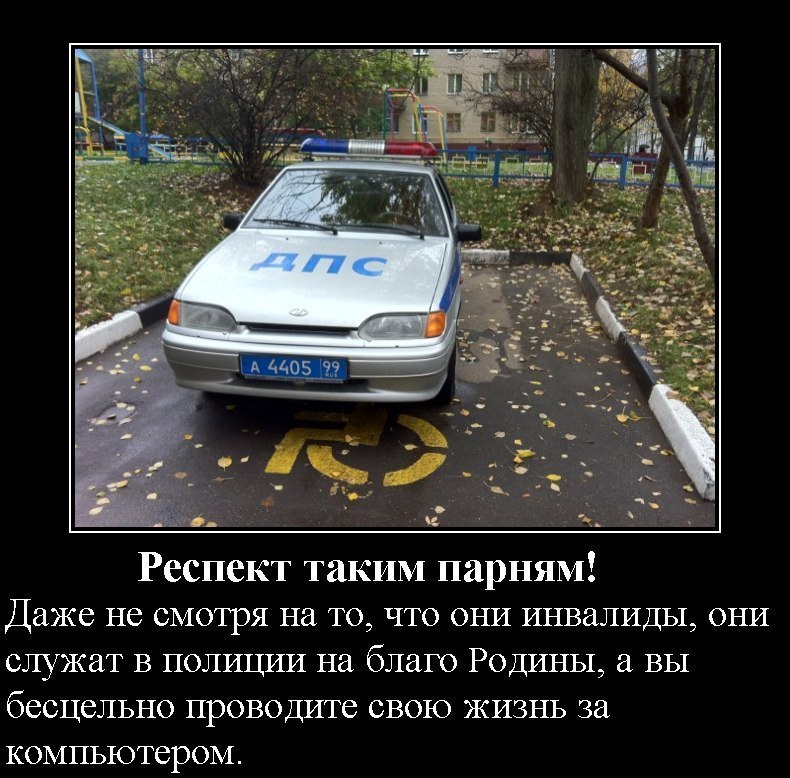 ДПС
А 4405 99
RUS
Респект таким парням!
Даже не смотря на то, что они инвалиды, они
служат в полиции на благо Родины, а вы
бесцельно проводите свою жизнь за
компьютером.